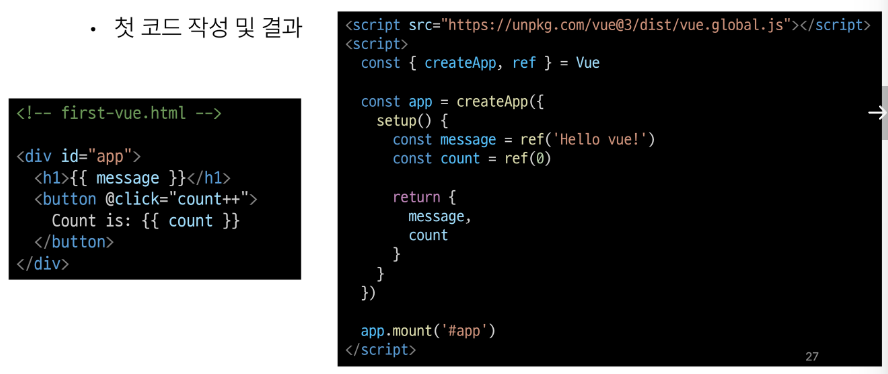 • 첫 코드 작성 및 결과
<!-- first-vue.html -->
<div id="app">
<h1>{{ message }}</h1>
<button @click="count++">
Count is: {{ count }}
</button>
</div>
<script src="https://unpkg.com/vue@3/dist/vue.global.js"></script>
<script>
const { createApp, ref } = Vue
const app = createApp({
setup() {
const message = ref('Hello vue!')
const count = ref(0)
return {
message,
count
}
}
})
app.mount('#app')
</script>
27